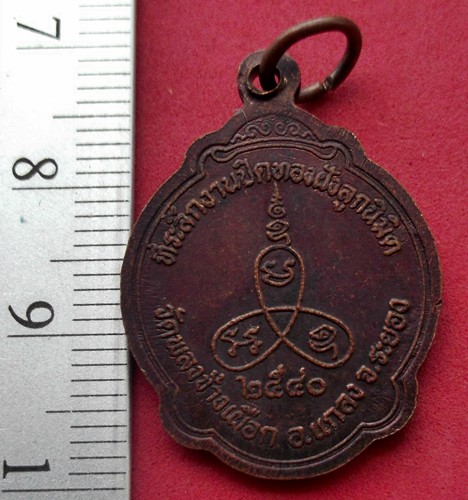 ที่ระลึกงานปิดทองฝังลูกนิมิต
๒๕๔๐
วัดพลงช้างเผือก อ.แกลง จ.ระยอง
7
8
9
1